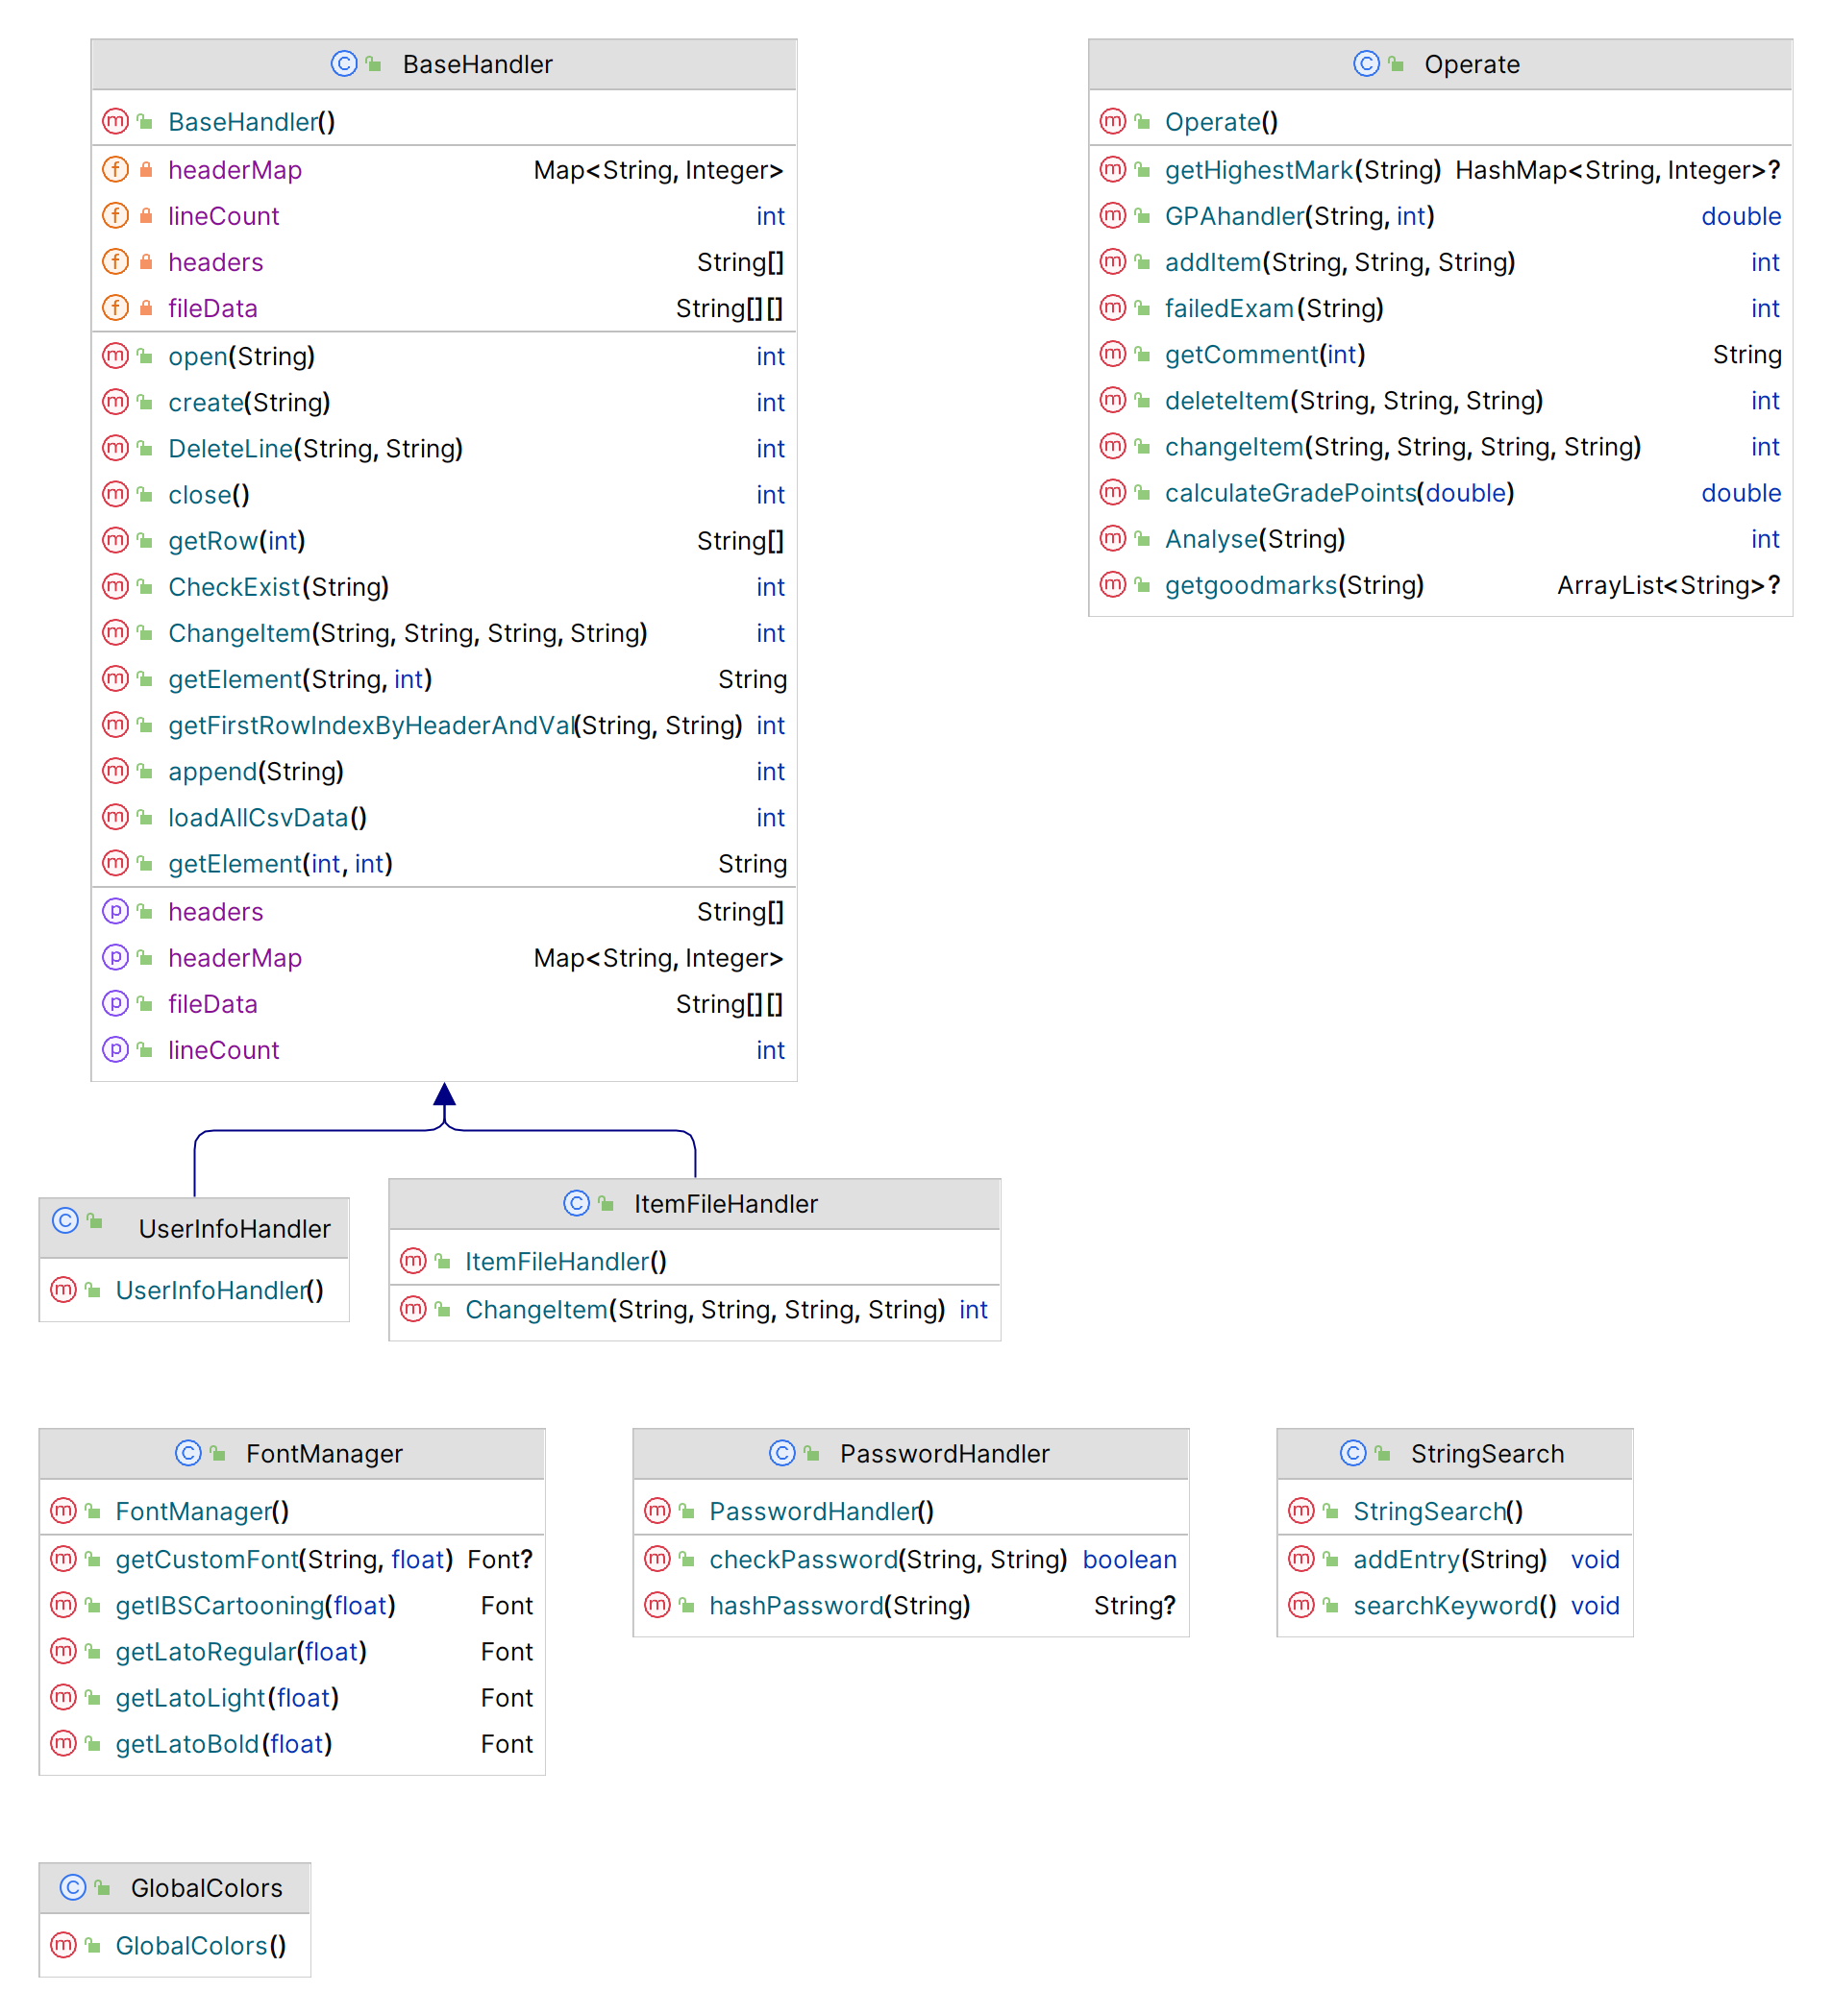 BaseHandler
BaseHandler()
headerMap Map<String, Integer>
lineCount int
headers String[]
fileData String[][]
open(String) int
create(String) int
DeleteLine(String, String) int
close() int
getRow(int) String[]
CheckExist(String) int
ChangeItem(String, String, String, String) int
getElement(String, int) String
getFirstRowIndexByHeaderAndVal(String, String) int
append(String) int
loadAllCsvData() int
getElement(int, int) String
headers String[]
headerMap Map<String, Integer>
fileData String[][]
lineCount int
Operate
Operate()
getHighestMark(String) HashMap<String, Integer>?
GPAhandler(String, int) double
addItem(String, String, String) int
failedExam(String) int
getComment(int) String
deleteItem(String, String, String) int
changeItem(String, String, String, String) int
calculateGradePoints(double) double
Analyse(String) int
getgoodmarks(String) ArrayList<String>?
UserInfoHandler
UserInfoHandler()
ItemFileHandler
ItemFileHandler()
ChangeItem(String, String, String, String) int
FontManager
FontManager()
getCustomFont(String, float) Font?
getIBSCartooning(float) Font
getLatoRegular(float) Font
getLatoLight(float) Font
getLatoBold(float) Font
PasswordHandler
PasswordHandler()
checkPassword(String, String) boolean
hashPassword(String) String?
StringSearch
StringSearch()
addEntry(String) void
searchKeyword() void
GlobalColors
GlobalColors()